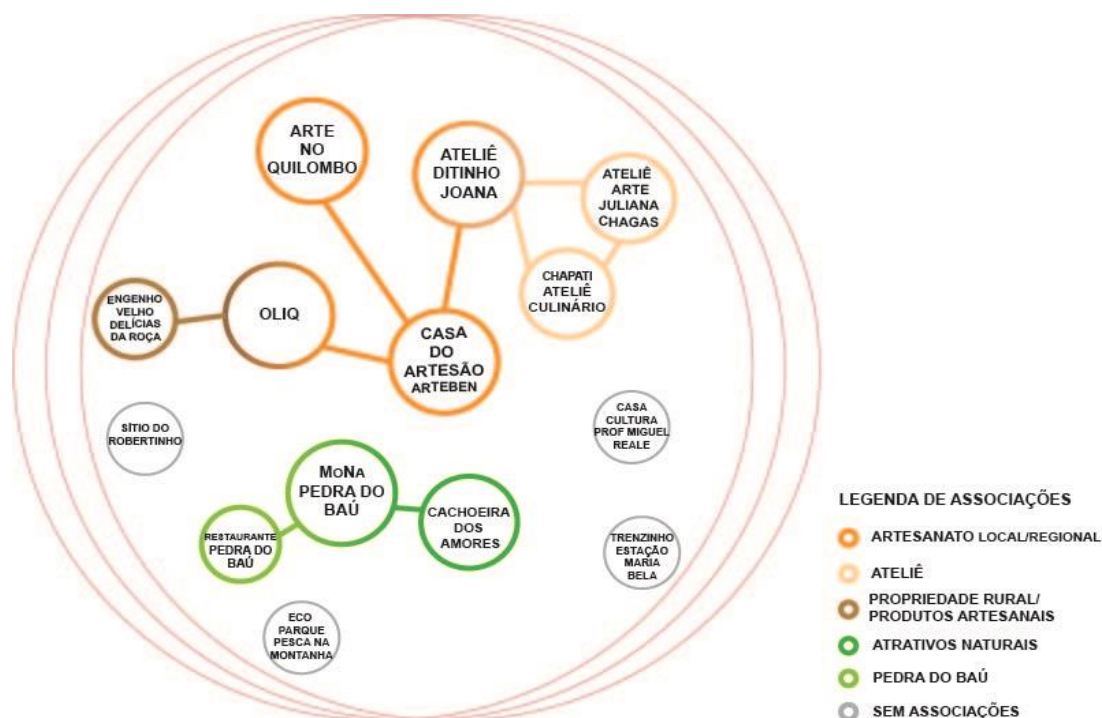 ARTE
NO
QUILOMBO
ATELIÊ
DITINHO
JOANA
ATELIÊ
ARTE
JULIANA
CHAGAS
CHAPATI
ATELIÊ
CULINÁRIO
ENGENHO
VELHO
DELÍCIAS
DA ROÇA
OLIQ
CASA
DO
ARTESÃO
ARTEBEN
SÍTIO DO
ROBERTINHO
CASA
CULTURA
PROF MIGUEL
REALE
MoNa
PEDRA DO
BAÚ
CACHOEIRA
DOS
AMORES
RESTAURANTE
PEDRA DO
BAÚ
TRENZINHO
ESTAÇÃO
MARIA
BELA
ECO
PARQUE
PESCA NA
MONTANHA
LEGENDA DE ASSOCIAÇÕES
ARTESANATO LOCAL/REGIONAL
ATELIÊ
PROPRIEDADE RURAL/
PRODUTOS ARTESANAIS
ATRATIVOS NATURAIS
PEDRA DO BAÚ
SEM ASSOCIAÇÕES